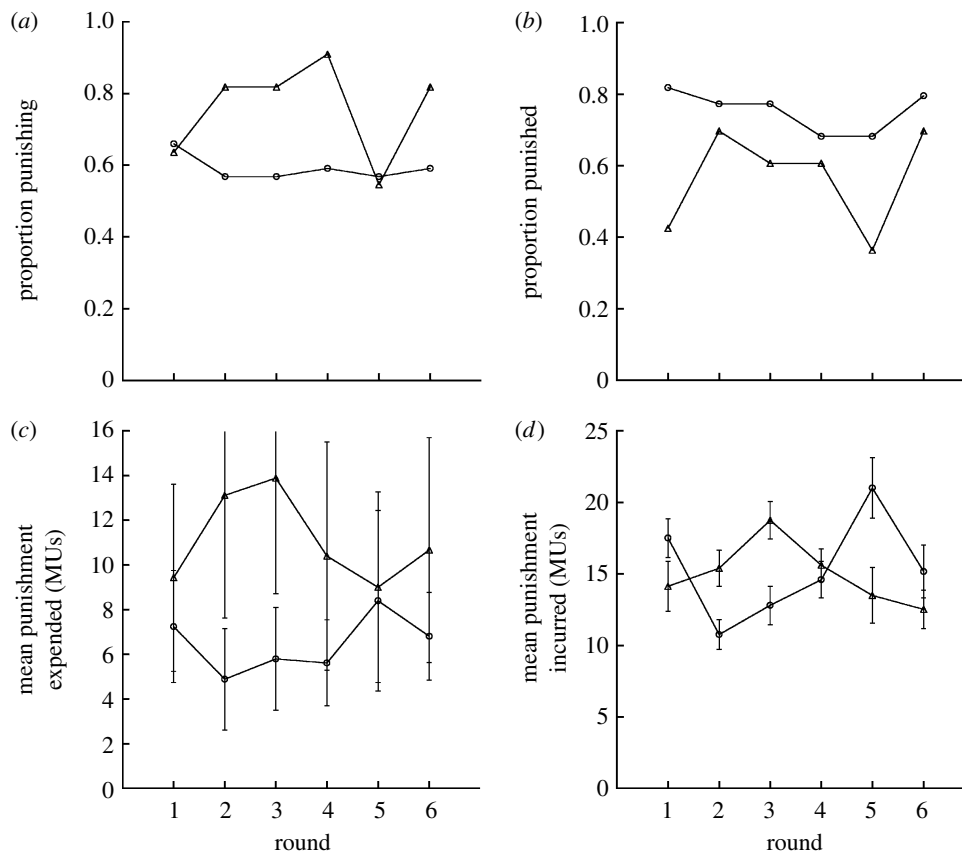 (a)
1.0
0.8
0.6
0.4
0.2
0
proportion punishing
(b)
1.0
0.8
0.6
0.4
0.2
0
proportion punished
(c)
16
14
12
10
8
6
4
2
0
mean punishment
expended (MUs)
1 2 3 4 5 6
round
(d)
25
20
15
10
5
0
mean punishment
incurred (MUs)
1 2 3 4 5 6
round